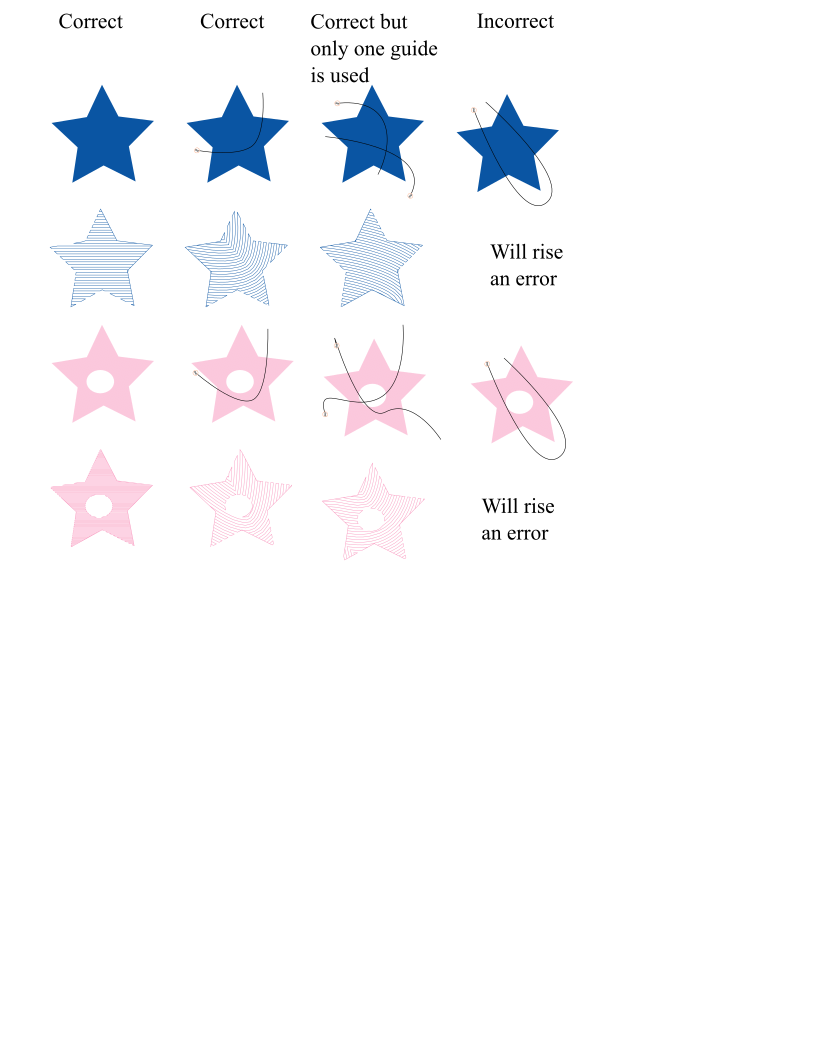 Correct
Correct
Correct but
only one guide
is used
Incorrect
Will rise
an error
Will rise
an error